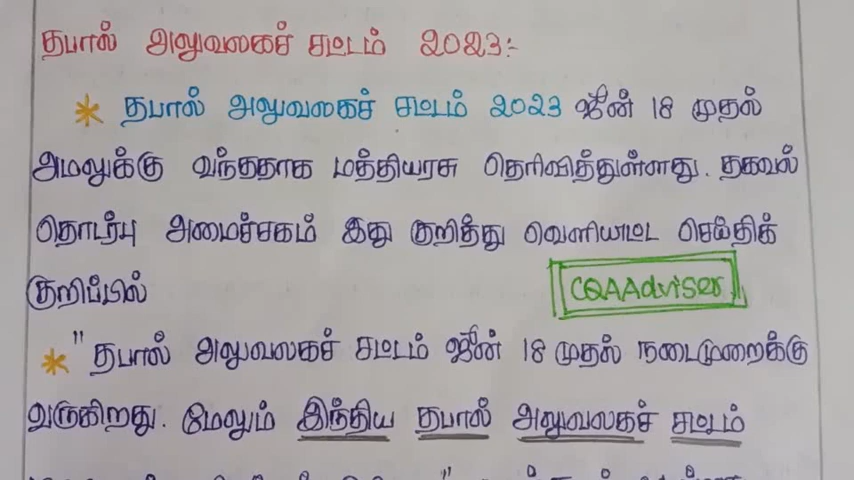 தபால் அலுவலகச் சட்டம் 2023:-
* தபால் அலுவலகச் சட்டம் 2023 ஜீன் 18 முதல்
அமலுக்கு வந்ததாக மத்தியரசு தெரிவித்துள்ளது. தகவல்
தொடர்பு அமைச்சகம் இது குறித்து வெளியிட்ட செய்திக்
குறிப்பில்
CQAAdviser
* " தபால் அலுவலகச் சட்டம் ஜீன் 18 முதல் நடைமுறைக்கு
வருகிறது. மேலும் இந்திய தபால் அலுவலகச் சட்டம்